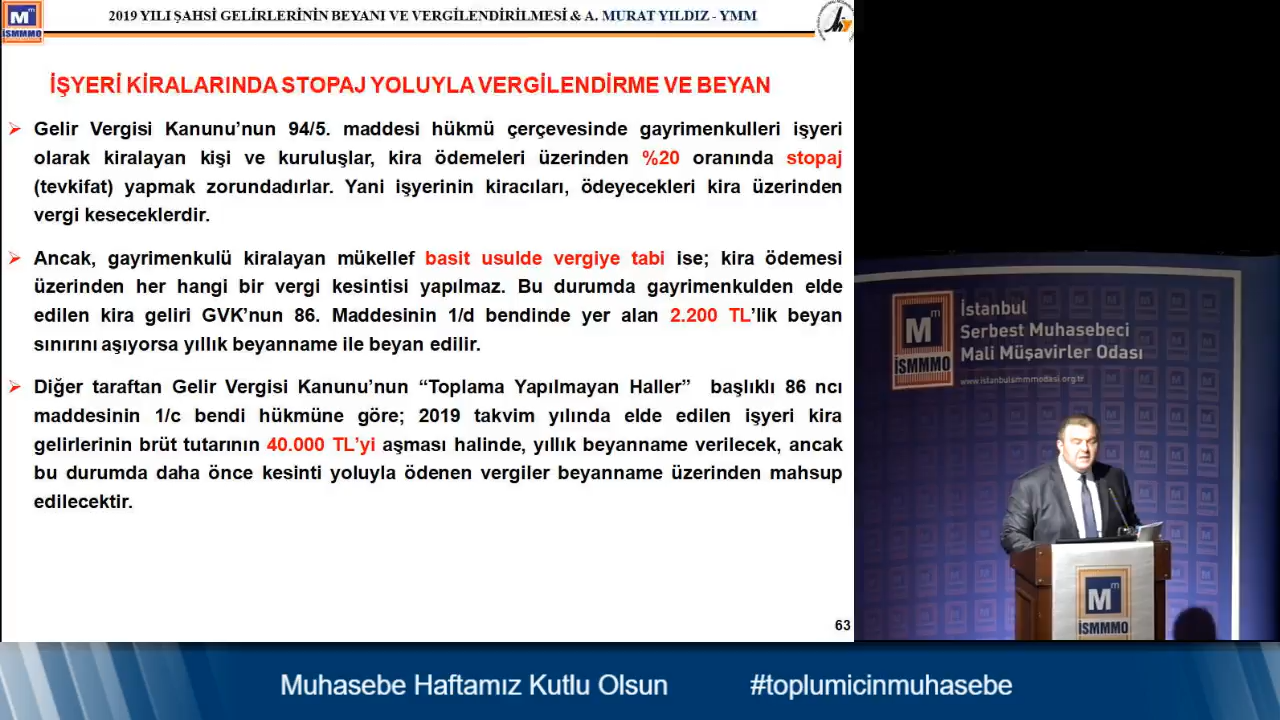 2019 YILI ŞAHSİ GELİRLERİNİN BEYANI VE VERGİLENDİRİLMESİ & A. MURAT YILDIZ - YMM
M m
İSMMMO
İŞYERİ KİRALARINDA STOPAJ YOLUYLA VERGİLENDİRME VE BEYAN
➢ Gelir Vergisi Kanunu’nun 94/5. maddesi hükmü çerçevesinde gayrimenkulleri işyeri
olarak kiralayan kişi ve kuruluşlar, kira ödemeleri üzerinden %20 oranında stopaj
(tevkifat) yapmak zorundadırlar. Yani işyerinin kiracıları, ödeyecekleri kira üzerinden
vergi keseceklerdir.
➢ Ancak, gayrimenkulü kiralayan mükellef basit usulde vergiye tabi ise; kira ödemesi
üzerinden her hangi bir vergi kesintisi yapılmaz. Bu durumda gayrimenkulden elde
edilen kira geliri GVK’nun 86. Maddesinin 1/d bendinde yer alan 2.200 TL’lik beyan
sınırını aşıyorsa yıllık beyanname ile beyan edilir.
➢ Diğer taraftan Gelir Vergisi Kanunu’nun “Toplama Yapılmayan Haller” başlıklı 86 ncı
maddesinin 1/c bendi hükmüne göre; 2019 takvim yılında elde edilen işyeri kira
gelirlerinin brüt tutarının 40.000 TL’yi aşması halinde, yıllık beyanname verilecek, ancak
bu durumda daha önce kesinti yoluyla ödenen vergiler beyanname üzerinden mahsup
edilecektir.
63
M m
İSMMMO
İstanbul
Serbest Muhasebeci
Mali Müşavirler Odası
www.istanbulsmmmodasi.org.tr
M m
İSMMMO
Muhasebe Haftamız Kutlu Olsun
#toplumicinmuhasebe